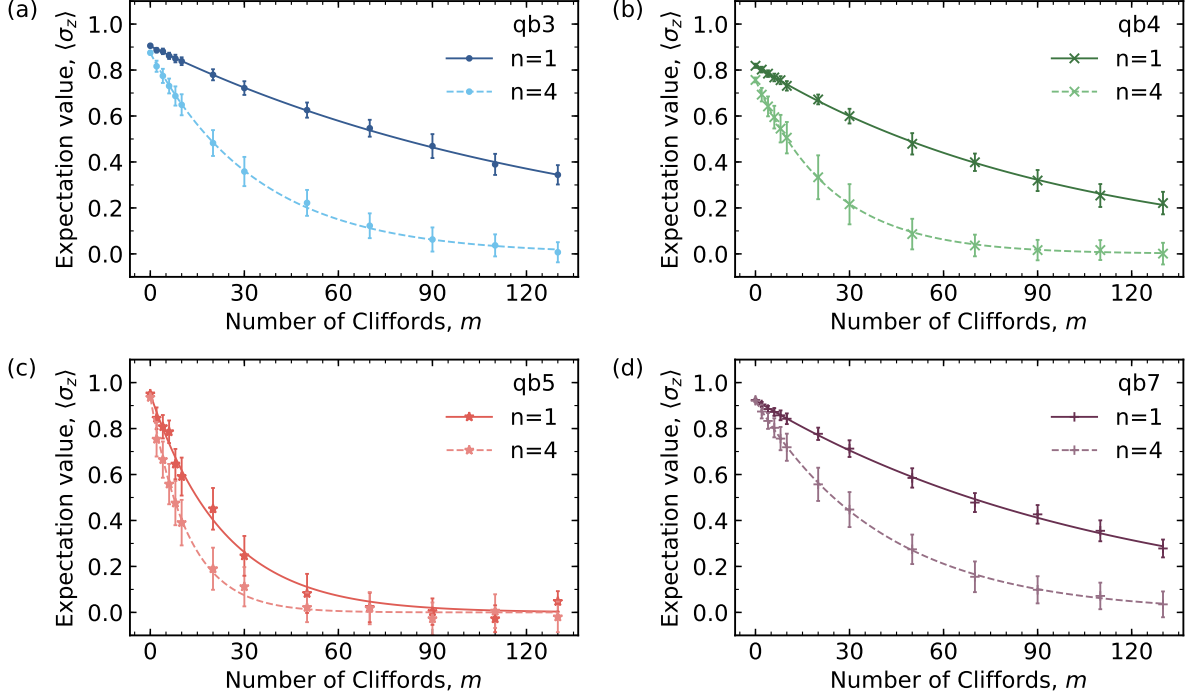 (a)
qb3
n=1
n=4
1.0
0.8
0.6
0.4
0.2
0.0
Expectation value, ⟨σz⟩
0 30 60 90 120
Number of Cliffords, m
(b)
qb4
n=1
n=4
1.0
0.8
0.6
0.4
0.2
0.0
Expectation value, ⟨σz⟩
0 30 60 90 120
Number of Cliffords, m
(c)
qb5
n=1
n=4
1.0
0.8
0.6
0.4
0.2
0.0
Expectation value, ⟨σz⟩
0 30 60 90 120
Number of Cliffords, m
(d)
qb7
n=1
n=4
1.0
0.8
0.6
0.4
0.2
0.0
Expectation value, ⟨σz⟩
0 30 60 90 120
Number of Cliffords, m